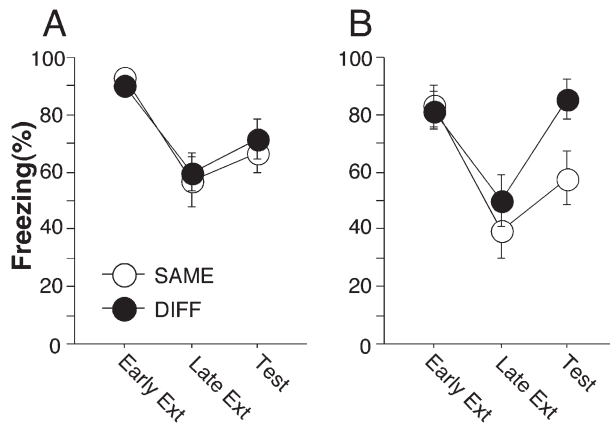 A
B
Freezing(%)
100
80
60
40
20
0
SAME
DIFF
Early Ext
Late Ext
Test
100
80
60
40
20
0
Early Ext
Late Ext
Test